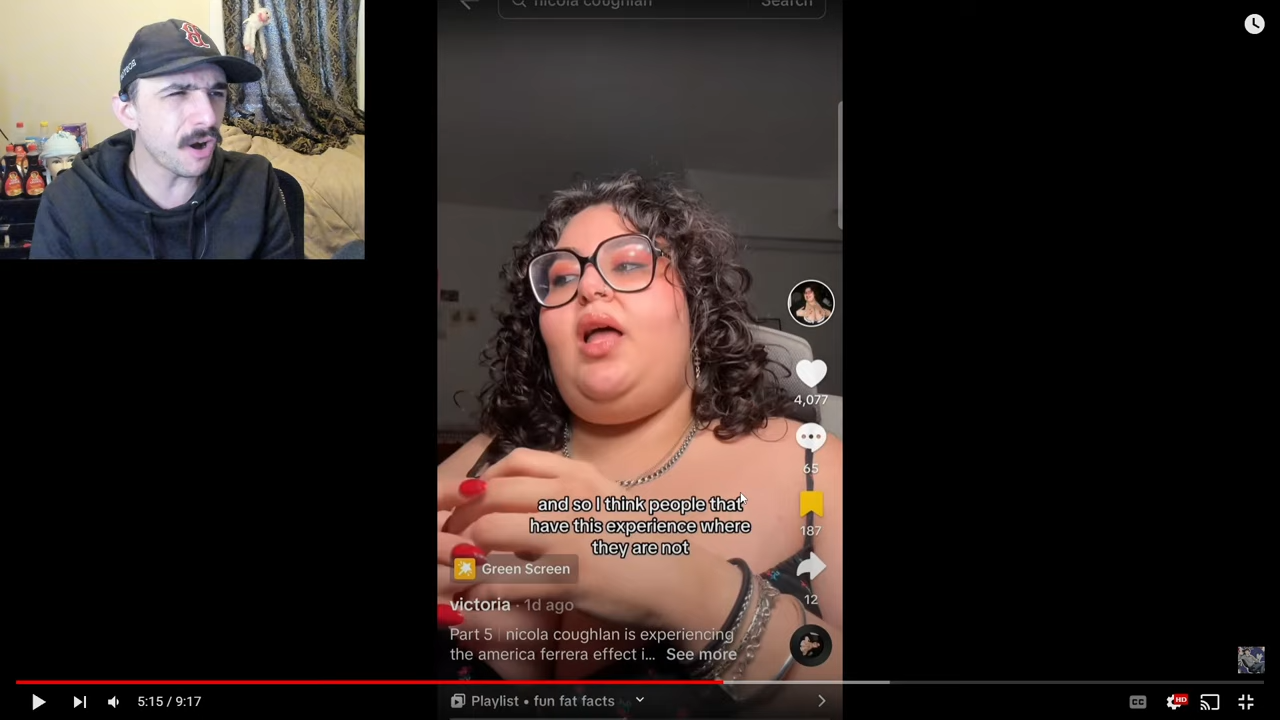 nicola coughlan
Search
4,077
65
and so I think people that
have this experience where
they are not
187
Green Screen
12
victoria · 1d ago
Part 5 | nicola coughlan is experiencing
the america ferrera effect i... See more
Playlist • fun fat facts
5:15 / 9:17
CC
HD